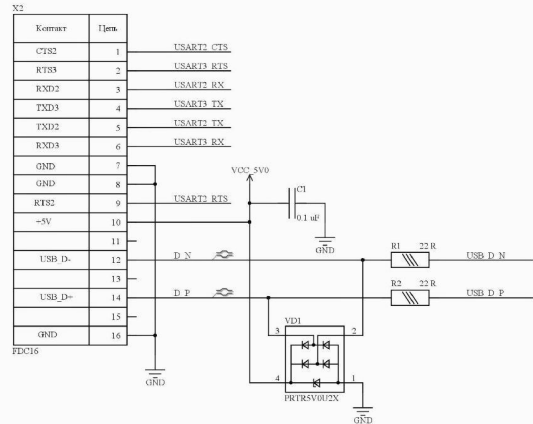 X2
Контакт Цепь
CTS2 1 USART2_CTS
RTS3 2 USART3_RTS
RXD2 3 USART2_RX
TXD3 4 USART3_TX
TXD2 5 USART2_TX
RXD3 6 USART3_RX
GND 7
GND 8
RTS2 9 USART2_RTS
+5V 10
11
USB_D- 12 D_N
13
USB_D+ 14 D_P
15
GND 16
FDC16
GND
VCC_5V0
C1
0.1 uF
GND
R1 22 R USB_D_N
R2 22 R USB_D_P
VD1
3 2
4 1
PRTR5V0U2X
GND